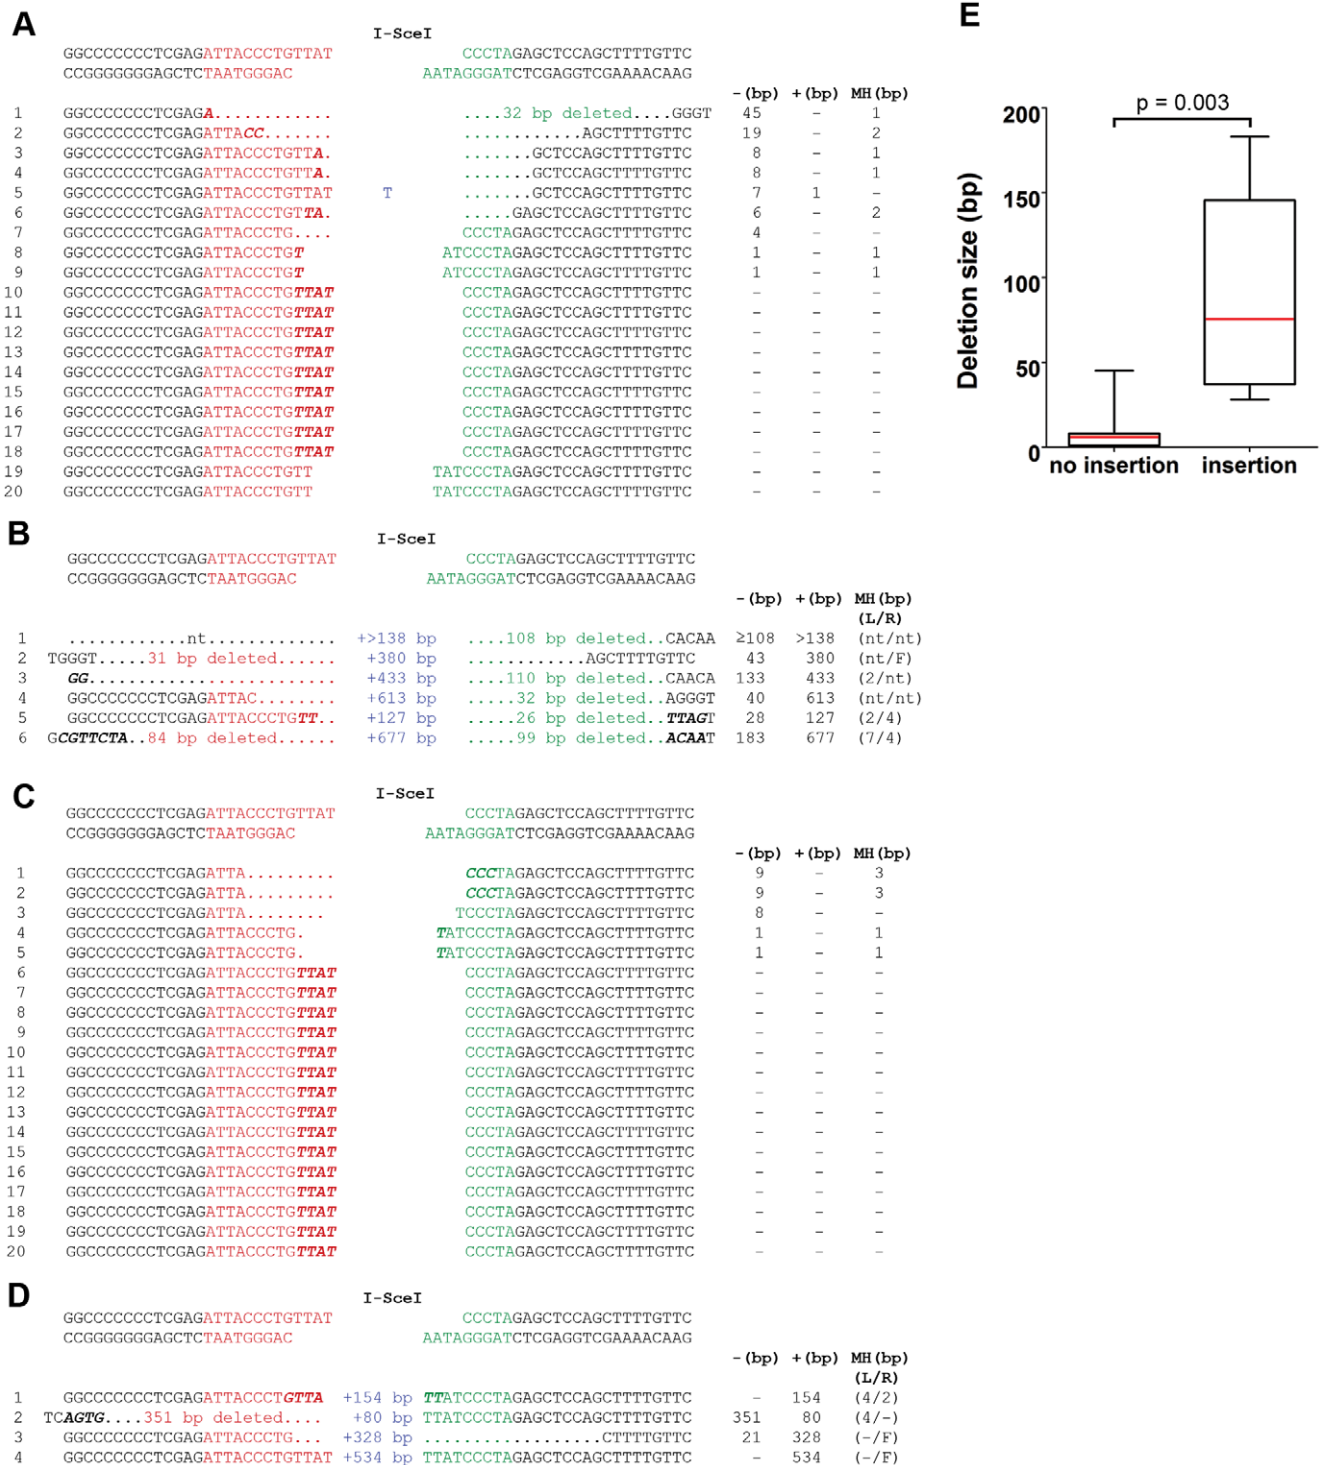 A
I-SceI
GGCCCCCCCTCGAGATTACCCTGTTAT CCCTAGAGCTCCAGCTTTTGTTC
CCGGGGGGGAGCTCTAATGGGAC AATAGGGATCTCGAGGTCGAAAACAAG
-(bp) +(bp) MH(bp)
1 GGCCCCCCCTCGAGA............ ....32 bp deleted....GGGT 45 - 1
2 GGCCCCCCCTCGAGATTACC....... ............AGCTTTTGTTC 19 - 2
3 GGCCCCCCCTCGAGATTACCCTGTTA. .......GCTCCAGCTTTTGTTC 8 - 1
4 GGCCCCCCCTCGAGATTACCCTGTTA. .......GCTCCAGCTTTTGTTC 8 - 1
5 GGCCCCCCCTCGAGATTACCCTGTTAT T .......GCTCCAGCTTTTGTTC 7 1 -
6 GGCCCCCCCTCGAGATTACCCTGTTA. .....GAGCTCCAGCTTTTGTTC 6 - 2
7 GGCCCCCCCTCGAGATTACCCTG.... CCCTAGAGCTCCAGCTTTTGTTC 4 - -
8 GGCCCCCCCTCGAGATTACCCTGT ATCCCTAGAGCTCCAGCTTTTGTTC 1 - 1
9 GGCCCCCCCTCGAGATTACCCTGT ATCCCTAGAGCTCCAGCTTTTGTTC 1 - 1
10 GGCCCCCCCTCGAGATTACCCTGTTAT CCCTAGAGCTCCAGCTTTTGTTC - - -
11 GGCCCCCCCTCGAGATTACCCTGTTAT CCCTAGAGCTCCAGCTTTTGTTC - - -
12 GGCCCCCCCTCGAGATTACCCTGTTAT CCCTAGAGCTCCAGCTTTTGTTC - - -
13 GGCCCCCCCTCGAGATTACCCTGTTAT CCCTAGAGCTCCAGCTTTTGTTC - - -
14 GGCCCCCCCTCGAGATTACCCTGTTAT CCCTAGAGCTCCAGCTTTTGTTC - - -
15 GGCCCCCCCTCGAGATTACCCTGTTAT CCCTAGAGCTCCAGCTTTTGTTC - - -
16 GGCCCCCCCTCGAGATTACCCTGTTAT CCCTAGAGCTCCAGCTTTTGTTC - - -
17 GGCCCCCCCTCGAGATTACCCTGTTAT CCCTAGAGCTCCAGCTTTTGTTC - - -
18 GGCCCCCCCTCGAGATTACCCTGTTAT CCCTAGAGCTCCAGCTTTTGTTC - - -
19 GGCCCCCCCTCGAGATTACCCTGTT TATCCCTAGAGCTCCAGCTTTTGTTC - - -
20 GGCCCCCCCTCGAGATTACCCTGTT TATCCCTAGAGCTCCAGCTTTTGTTC - - -
E
p = 0.003
Deletion size (bp)
200
150
100
50
0
no insertion insertion
B
I-SceI
GGCCCCCCCTCGAGATTACCCTGTTAT CCCTAGAGCTCCAGCTTTTGTTC
CCGGGGGGGAGCTCTAATGGGAC AATAGGGATCTCGAGGTCGAAAACAAG
-(bp) +(bp) MH(bp)
(L/R)
1 ............nt............. +>138 bp ....108 bp deleted..CACAA ≥108 >138 (nt/nt)
2 TGGGT.....31 bp deleted...... +380 bp ............AGCTTTTGTTC 43 380 (nt/F)
3 GG......................... +433 bp ....110 bp deleted..CAACA 133 433 (2/nt)
4 GGCCCCCCCTCGAGATTAC........ +613 bp .....32 bp deleted..AGGGT 40 613 (nt/nt)
5 GGCCCCCCCTCGAGATTACCCTGTT.. +127 bp .....26 bp deleted..TTAGT 28 127 (2/4)
6 GCGTTCTA..84 bp deleted...... +677 bp .....99 bp deleted..ACAAT 183 677 (7/4)
C
I-SceI
GGCCCCCCCTCGAGATTACCCTGTTAT CCCTAGAGCTCCAGCTTTTGTTC
CCGGGGGGGAGCTCTAATGGGAC AATAGGGATCTCGAGGTCGAAAACAAG
-(bp) +(bp) MH(bp)
1 GGCCCCCCCTCGAGATTA......... CCCTAGAGCTCCAGCTTTTGTTC 9 - 3
2 GGCCCCCCCTCGAGATTA......... CCCTAGAGCTCCAGCTTTTGTTC 9 - 3
3 GGCCCCCCCTCGAGATTA........ TCCCTAGAGCTCCAGCTTTTGTTC 8 - -
4 GGCCCCCCCTCGAGATTACCCTG. TATCCCTAGAGCTCCAGCTTTTGTTC 1 - 1
5 GGCCCCCCCTCGAGATTACCCTG. TATCCCTAGAGCTCCAGCTTTTGTTC 1 - 1
6 GGCCCCCCCTCGAGATTACCCTGTTAT CCCTAGAGCTCCAGCTTTTGTTC - - -
7 GGCCCCCCCTCGAGATTACCCTGTTAT CCCTAGAGCTCCAGCTTTTGTTC - - -
8 GGCCCCCCCTCGAGATTACCCTGTTAT CCCTAGAGCTCCAGCTTTTGTTC - - -
9 GGCCCCCCCTCGAGATTACCCTGTTAT CCCTAGAGCTCCAGCTTTTGTTC - - -
10 GGCCCCCCCTCGAGATTACCCTGTTAT CCCTAGAGCTCCAGCTTTTGTTC - - -
11 GGCCCCCCCTCGAGATTACCCTGTTAT CCCTAGAGCTCCAGCTTTTGTTC - - -
12 GGCCCCCCCTCGAGATTACCCTGTTAT CCCTAGAGCTCCAGCTTTTGTTC - - -
13 GGCCCCCCCTCGAGATTACCCTGTTAT CCCTAGAGCTCCAGCTTTTGTTC - - -
14 GGCCCCCCCTCGAGATTACCCTGTTAT CCCTAGAGCTCCAGCTTTTGTTC - - -
15 GGCCCCCCCTCGAGATTACCCTGTTAT CCCTAGAGCTCCAGCTTTTGTTC - - -
16 GGCCCCCCCTCGAGATTACCCTGTTAT CCCTAGAGCTCCAGCTTTTGTTC - - -
17 GGCCCCCCCTCGAGATTACCCTGTTAT CCCTAGAGCTCCAGCTTTTGTTC - - -
18 GGCCCCCCCTCGAGATTACCCTGTTAT CCCTAGAGCTCCAGCTTTTGTTC - - -
19 GGCCCCCCCTCGAGATTACCCTGTTAT CCCTAGAGCTCCAGCTTTTGTTC - - -
20 GGCCCCCCCTCGAGATTACCCTGTTAT CCCTAGAGCTCCAGCTTTTGTTC - - -
D
I-SceI
GGCCCCCCCTCGAGATTACCCTGTTAT CCCTAGAGCTCCAGCTTTTGTTC
CCGGGGGGGAGCTCTAATGGGAC AATAGGGATCTCGAGGTCGAAAACAAG
-(bp) +(bp) MH(bp)
(L/R)
1 GGCCCCCCCTCGAGATTACCCTGTTA +154 bp TTATCCCTAGAGCTCCAGCTTTTGTTC - 154 (4/2)
2 TCAGTG....351 bp deleted.... +80 bp TTATCCCTAGAGCTCCAGCTTTTGTTC 351 80 (4/-)
3 GGCCCCCCCTCGAGATTACCCTG... +328 bp ..................CTTTTGTTC 21 328 (-/F)
4 GGCCCCCCCTCGAGATTACCCTGTTAT +534 bp TTATCCCTAGAGCTCCAGCTTTTGTTC - 534 (-/F)